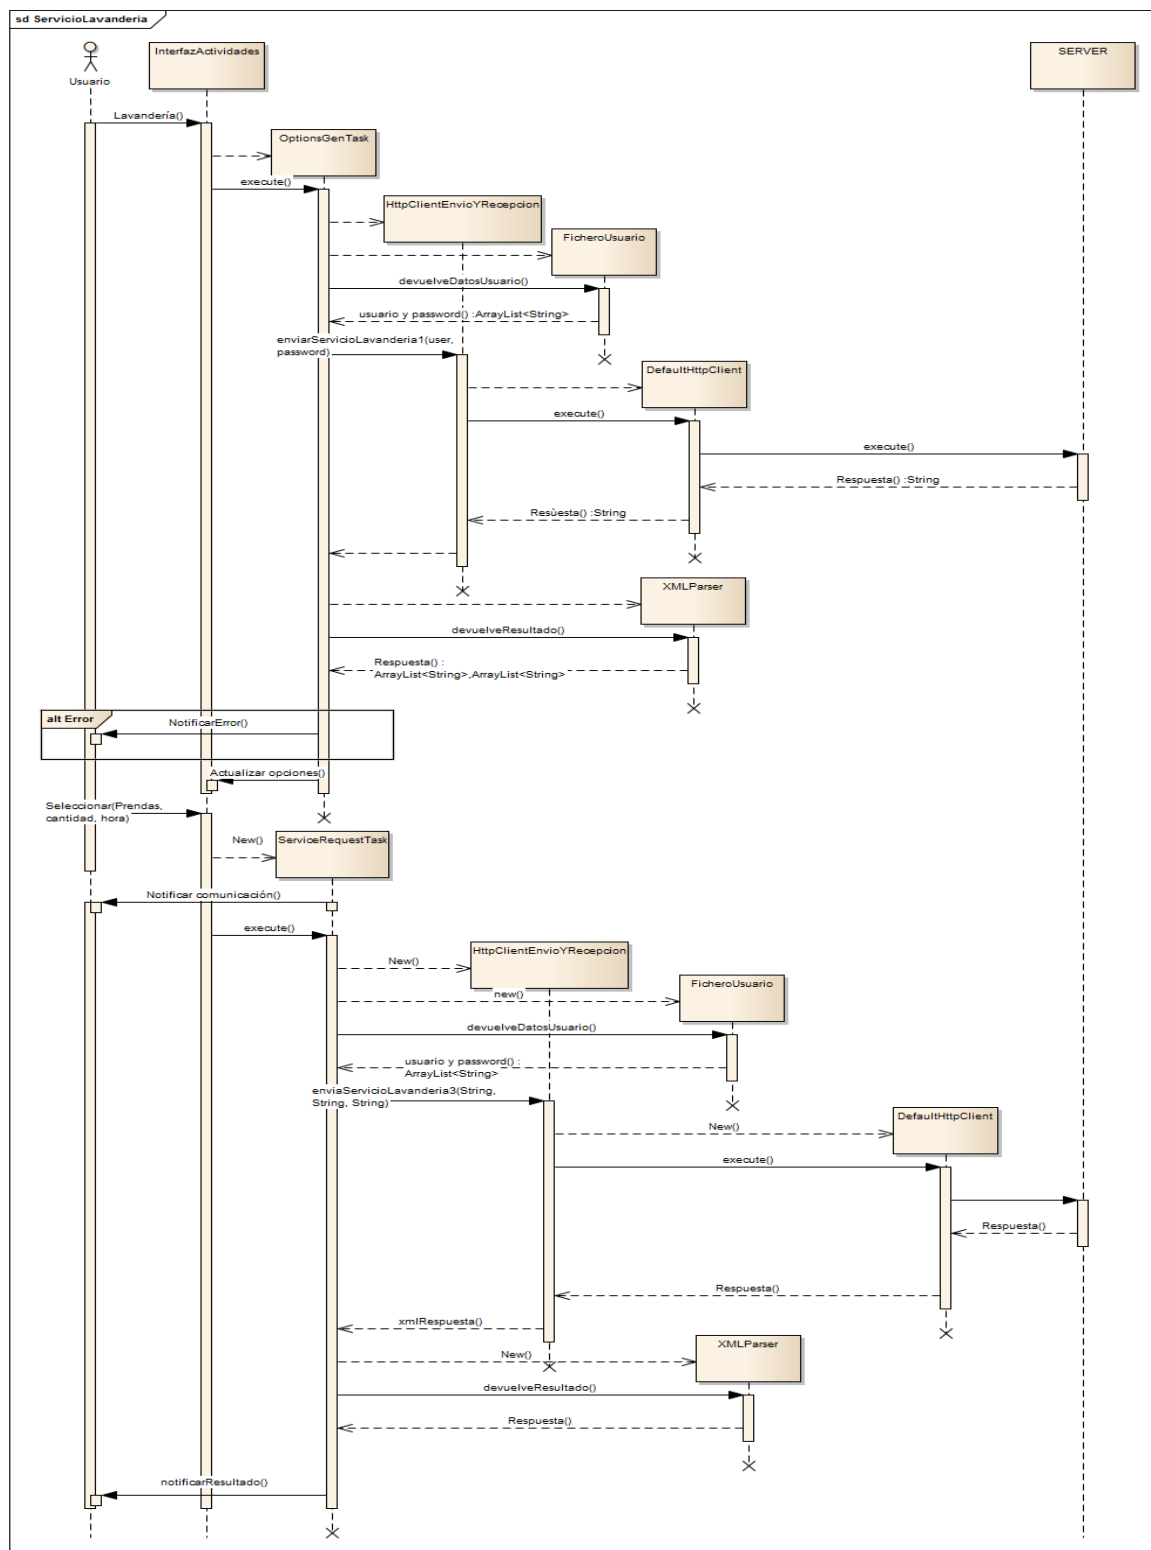 sd ServicioLavanderia
Usuario
InterfazActividades
SERVER
Lavandería()
OptionsGenTask
execute()
HttpClientEnvioYRecepcion
FicheroUsuario
devuelveDatosUsuario()
usuario y password() :ArrayList<String>
enviarServicioLavanderia1(user,
password)
DefaultHttpClient
execute()
execute()
Respuesta() :String
Resùesta() :String
XMLParser
devuelveResultado()
Respuesta() :
ArrayList<String>,ArrayList<String>
alt Error
NotificarError()
Actualizar opciones()
Seleccionar(Prendas,
cantidad, hora)
New()
ServiceRequestTask
Notificar comunicación()
execute()
HttpClientEnvioYRecepcion
New()
FicheroUsuario
new()
devuelveDatosUsuario()
usuario y password() :
ArrayList<String>
enviaServicioLavanderia3(String,
String, String)
DefaultHttpClient
New()
execute()
Respuesta()
Respuesta()
xmlRespuesta()
XMLParser
New()
devuelveResultado()
Respuesta()
notificarResultado()